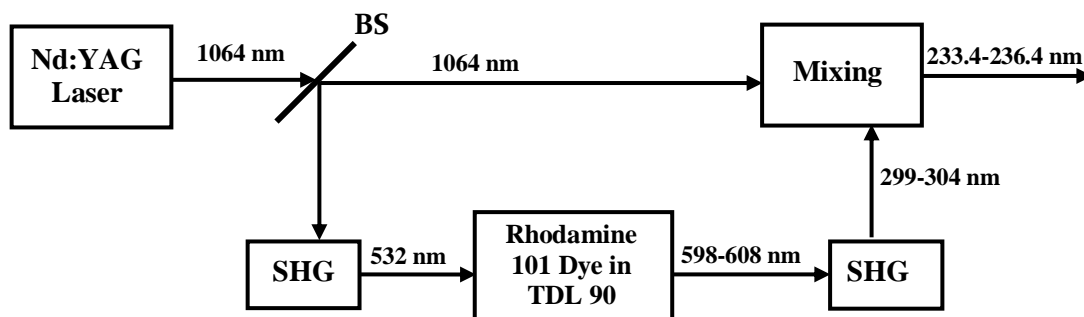 BS
Nd:YAG
Laser
1064 nm
1064 nm
Mixing
233.4-236.4 nm
299-304 nm
SHG
532 nm
Rhodamine
101 Dye in
TDL 90
598-608 nm
SHG